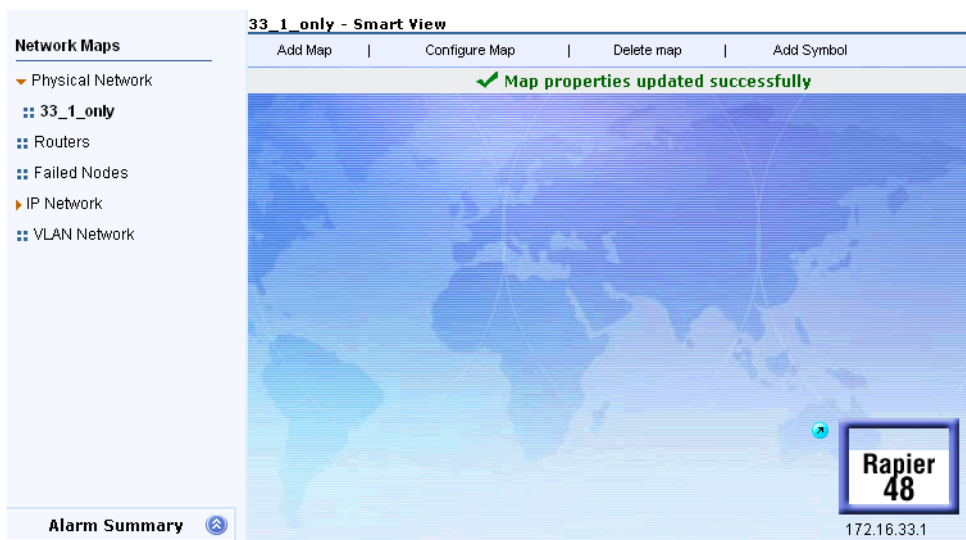 33_1_only - Smart View
Network Maps
Add Map | Configure Map | Delete map | Add Symbol
Physical Network
Map properties updated successfully
33_1_only
Routers
Failed Nodes
IP Network
VLAN Network
Rapier
48
Alarm Summary
172.16.33.1